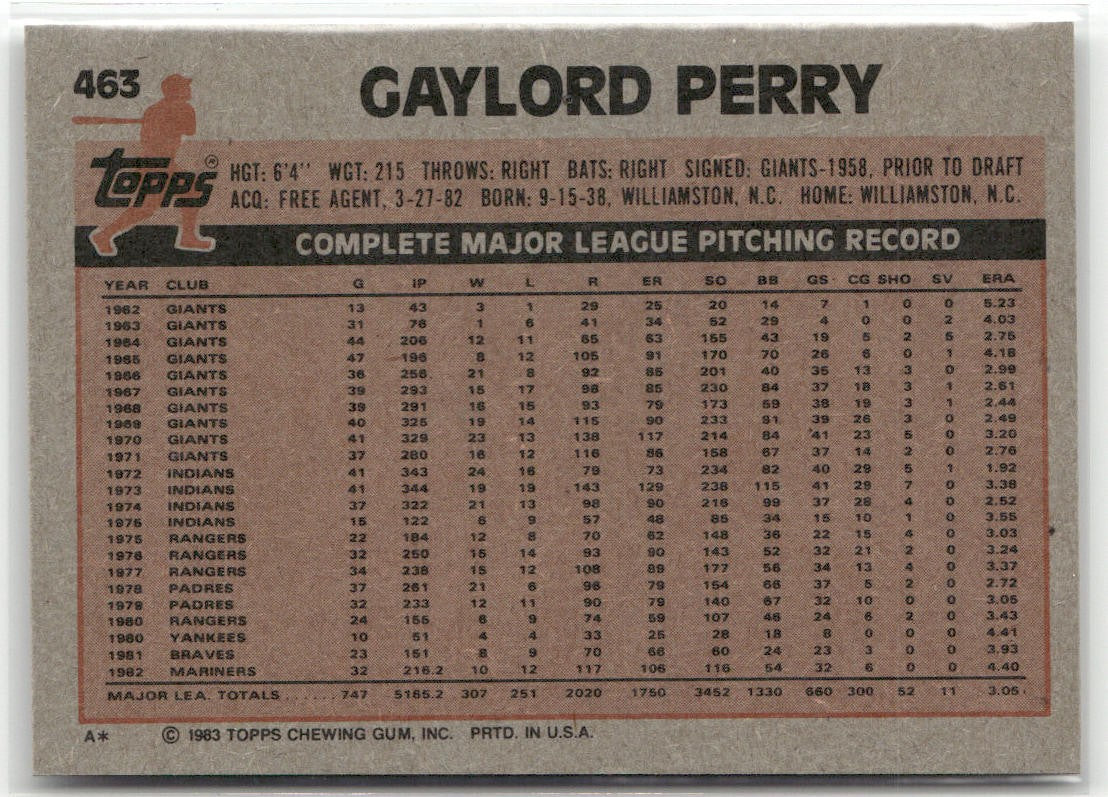 463
GAYLORD PERRY
Topps ®
HGT: 6'4" WGT: 215 THROWS: RIGHT BATS: RIGHT SIGNED: GIANTS-1958, PRIOR TO DRAFT
ACQ: FREE AGENT, 3-27-82 BORN: 9-15-38, WILLIAMSTON, N.C. HOME: WILLIAMSTON, N.C.
COMPLETE MAJOR LEAGUE PITCHING RECORD
YEAR CLUB G IP W L R ER SO BB GS CG SHO SV ERA
1962 GIANTS 13 43 3 1 29 25 20 14 7 1 0 0 5.23
1963 GIANTS 31 76 1 6 41 34 52 29 4 0 0 2 4.03
1964 GIANTS 44 206 12 11 65 63 155 43 19 5 2 5 2.75
1965 GIANTS 47 196 8 12 105 91 170 70 26 6 0 1 4.18
1966 GIANTS 36 256 21 8 92 85 201 40 35 13 3 0 2.99
1967 GIANTS 39 293 15 17 98 85 230 84 37 18 3 1 2.61
1968 GIANTS 39 291 16 15 93 79 173 59 38 19 3 1 2.44
1969 GIANTS 40 325 19 14 115 90 233 91 39 26 3 0 2.49
1970 GIANTS 41 329 23 13 138 117 214 84 41 23 5 0 3.20
1971 GIANTS 37 280 16 12 116 86 158 67 37 14 2 0 2.76
1972 INDIANS 41 343 24 16 79 73 234 82 40 29 5 1 1.92
1973 INDIANS 41 344 19 19 143 129 238 115 41 29 7 0 3.38
1974 INDIANS 37 322 21 13 98 90 216 99 37 28 4 0 2.52
1975 INDIANS 15 122 6 9 57 48 85 34 15 10 1 0 3.55
1975 RANGERS 22 184 12 8 70 62 148 36 22 15 4 0 3.03
1976 RANGERS 32 250 15 14 93 90 143 52 32 21 2 0 3.24
1977 RANGERS 34 238 15 12 108 89 177 56 34 13 4 0 3.37
1978 PADRES 37 261 21 6 96 79 154 66 37 5 2 0 2.72
1979 PADRES 32 233 12 11 90 79 140 67 32 10 0 0 3.05
1980 RANGERS 24 155 6 9 74 59 107 46 24 6 2 0 3.43
1980 YANKEES 10 51 4 4 33 25 28 18 8 0 0 0 4.41
1981 BRAVES 23 151 8 9 70 66 60 24 23 3 0 0 3.93
1982 MARINERS 32 216.2 10 12 117 106 116 54 32 6 0 0 4.40
MAJOR LEA. TOTALS ...... 747 5165.2 307 251 2020 1750 3452 1330 660 300 52 11 3.05
A* © 1983 TOPPS CHEWING GUM, INC. PRTD. IN U.S.A.